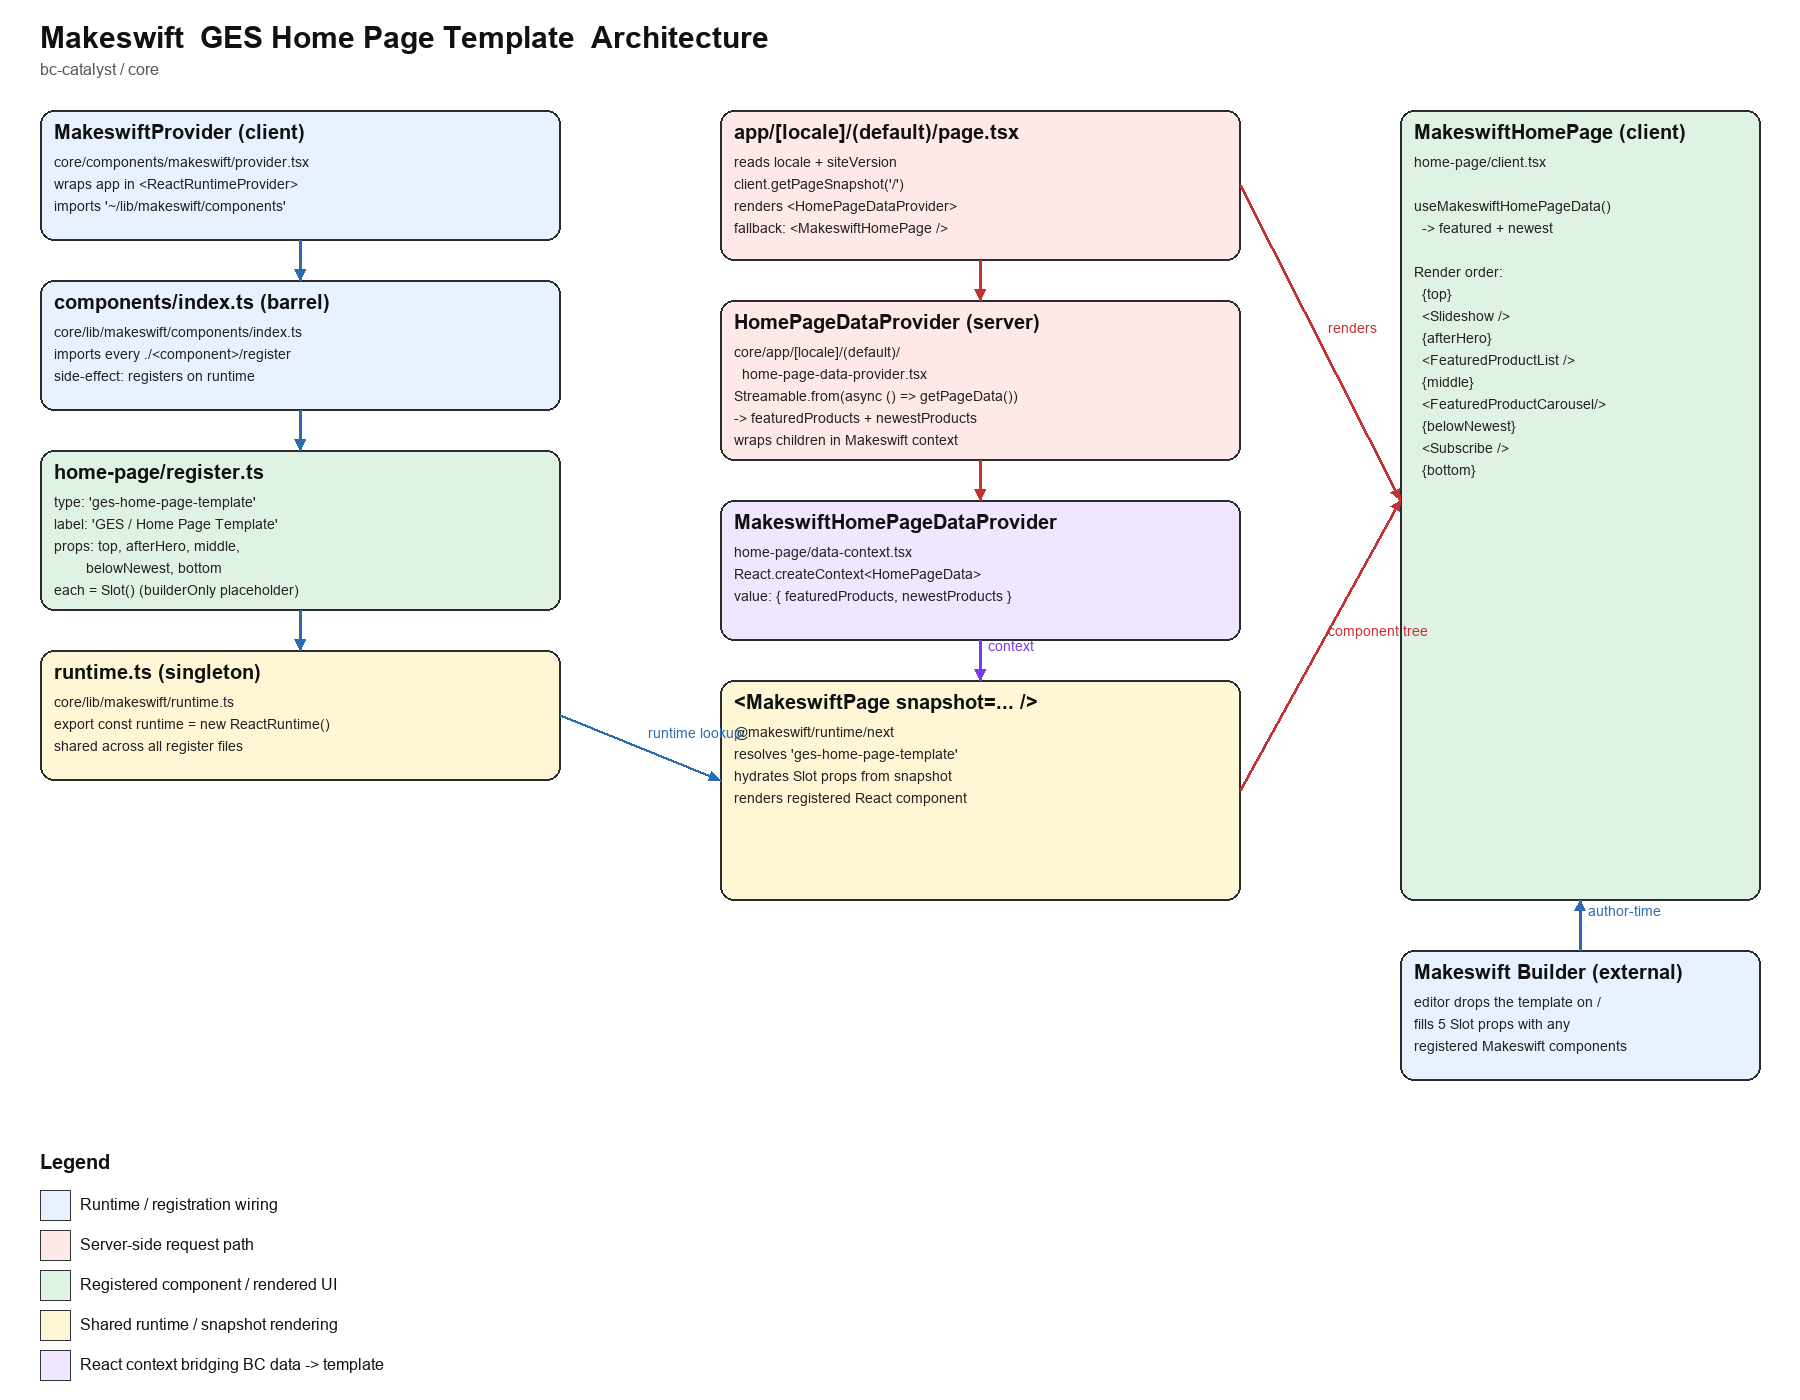 Makeswift  GES Home Page Template  Architecture
bc-catalyst / core
MakeswiftProvider (client)
core/components/makeswift/provider.tsx
wraps app in <ReactRuntimeProvider>
imports '~/lib/makeswift/components'
components/index.ts (barrel)
core/lib/makeswift/components/index.ts
imports every ./<component>/register
side-effect: registers on runtime
home-page/register.ts
type: 'ges-home-page-template'
label: 'GES / Home Page Template'
props: top, afterHero, middle,
belowNewest, bottom
each = Slot() (builderOnly placeholder)
runtime.ts (singleton)
core/lib/makeswift/runtime.ts
export const runtime = new ReactRuntime()
shared across all register files
runtime lookup
app/[locale]/(default)/page.tsx
reads locale + siteVersion
client.getPageSnapshot('/')
renders <HomePageDataProvider>
fallback: <MakeswiftHomePage />
HomePageDataProvider (server)
core/app/[locale]/(default)/
home-page-data-provider.tsx
Streamable.from(async () => getPageData())
-> featuredProducts + newestProducts
wraps children in Makeswift context
MakeswiftHomePageDataProvider
home-page/data-context.tsx
React.createContext<HomePageData>
value: { featuredProducts, newestProducts }
context
<MakeswiftPage snapshot=... />
@makeswift/runtime/next
resolves 'ges-home-page-template'
hydrates Slot props from snapshot
renders registered React component
renders
component tree
MakeswiftHomePage (client)
home-page/client.tsx
useMakeswiftHomePageData()
-> featured + newest
Render order:
{top}
<Slideshow />
{afterHero}
<FeaturedProductList />
{middle}
<FeaturedProductCarousel/>
{belowNewest}
<Subscribe />
{bottom}
author-time
Makeswift Builder (external)
editor drops the template on /
fills 5 Slot props with any
registered Makeswift components
Legend
Runtime / registration wiring
Server-side request path
Registered component / rendered UI
Shared runtime / snapshot rendering
React context bridging BC data -> template